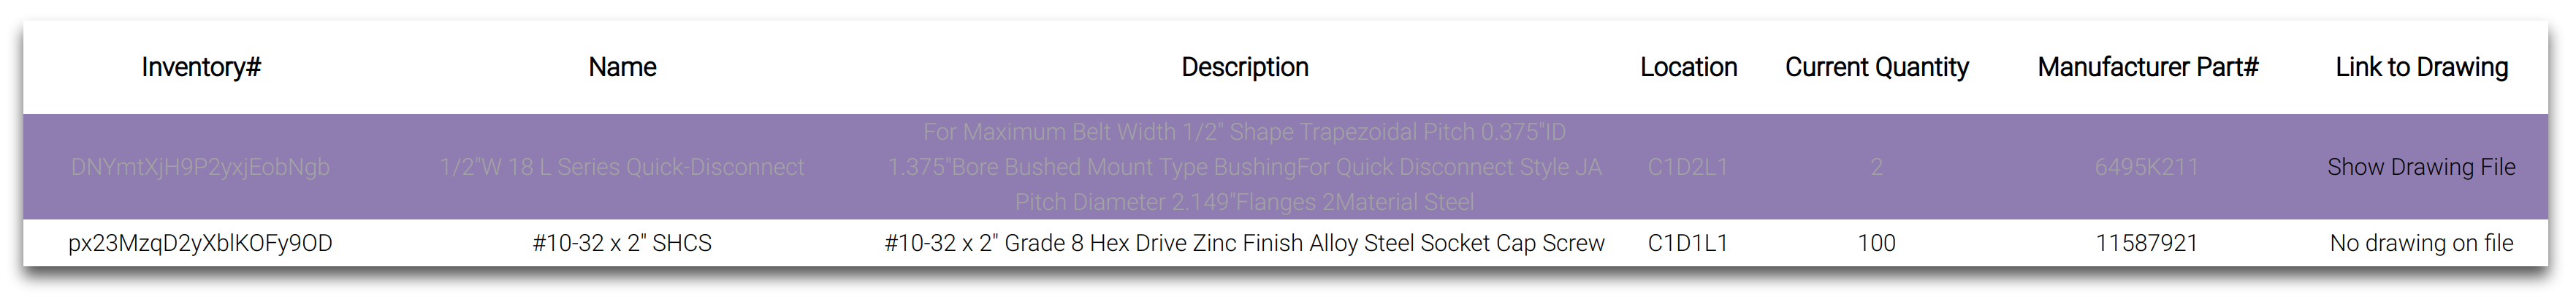 Inventory# Name Description Location Current Quantity Manufacturer Part# Link to Drawing
For Maximum Belt Width 1/2" Shape Trapezoidal Pitch 0.375"ID
DNYmtXjH9P2yxjEobNgb 1/2"W 18 L Series Quick-Disconnect 1.375"Bore Bushed Mount Type BushingFor Quick Disconnect Style JA C1D2L1 2 6495K211 Show Drawing File
Pitch Diameter 2.149"Flanges 2Material Steel
px23MzqD2yXblKOFy9OD #10-32 x 2" SHCS #10-32 x 2" Grade 8 Hex Drive Zinc Finish Alloy Steel Socket Cap Screw C1D1L1 100 11587921 No drawing on file